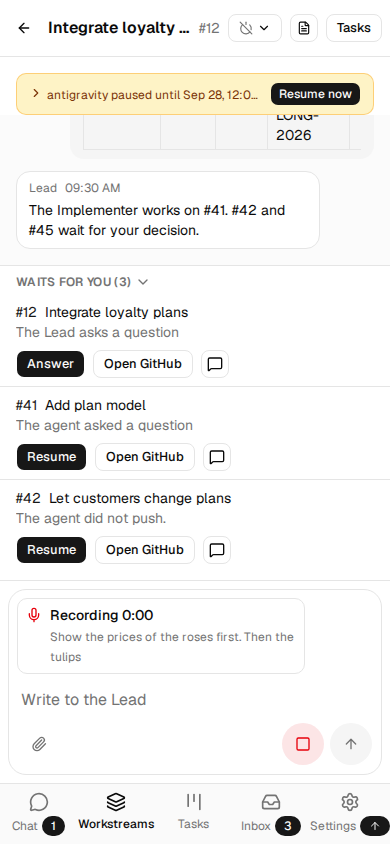 Integrate loyalty ... #12
Tasks
antigravity paused until Sep 28, 12:0... Resume now
LONG-
2026
Lead 09:30 AM
The Implementer works on #41. #42 and
#45 wait for your decision.
WAITS FOR YOU (3)
#12 Integrate loyalty plans
The Lead asks a question
Answer Open GitHub
#41 Add plan model
The agent asked a question
Resume Open GitHub
#42 Let customers change plans
The agent did not push.
Resume Open GitHub
Recording 0:00
Show the prices of the roses first. Then the
tulips
Write to the Lead
Chat 1 Workstreams Tasks Inbox 3 Settings